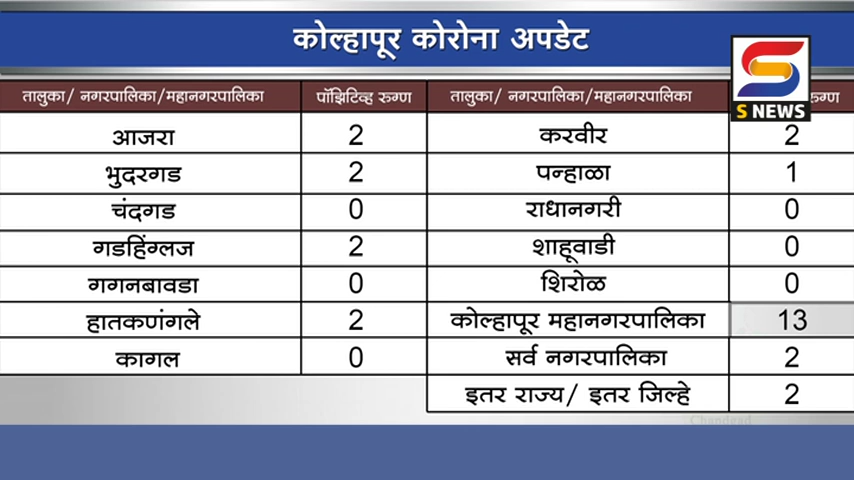 कोल्हापूर कोरोना अपडेट
S NEWS
तालुका/ नगरपालिका/महानगरपालिका पॉझिटिव्ह रुग्ण तालुका/ नगरपालिका/महानगरपालिका रुग्ण
आजरा 2 करवीर 2
भुदरगड 2 पन्हाळा 1
चंदगड 0 राधानगरी 0
गडहिंग्लज 2 शाहूवाडी 0
गगनबावडा 0 शिरोळ 0
हातकणंगले 2 कोल्हापूर महानगरपालिका 13
कागल 0 सर्व नगरपालिका 2
इतर राज्य/ इतर जिल्हे 2
Chandgad